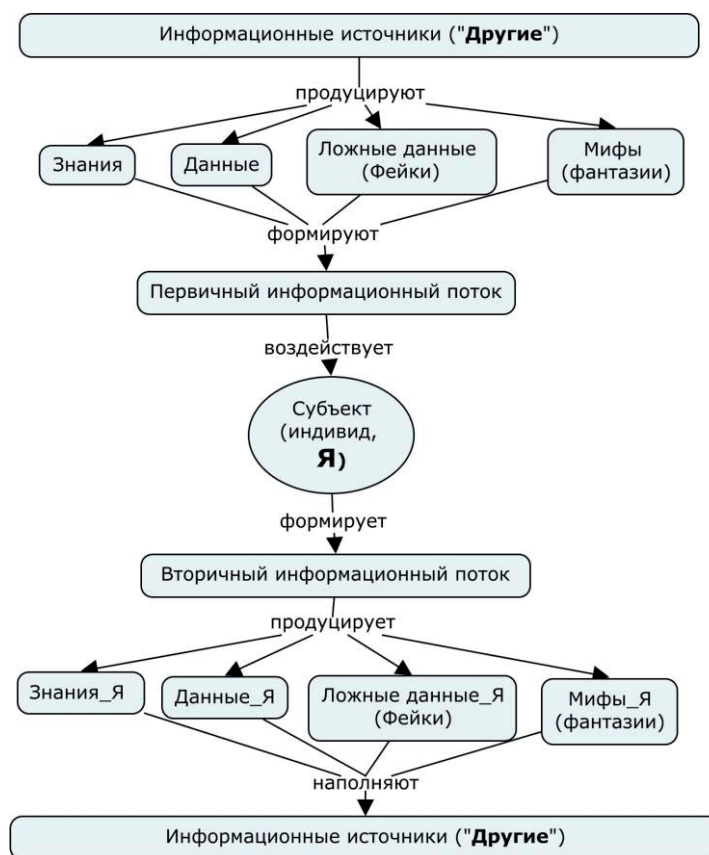 Информационные источники ("Другие")
продуцируют
Знания
Данные
Ложные данные
(Фейки)
Мифы
(фантазии)
формируют
Первичный информационный поток
воздействует
Субъект
(индивид,
Я)
формирует
Вторичный информационный поток
продуцирует
Знания_Я
Данные_Я
Ложные данные_Я
(Фейки)
Мифы_Я
(фантазии)
наполняют
Информационные источники ("Другие")